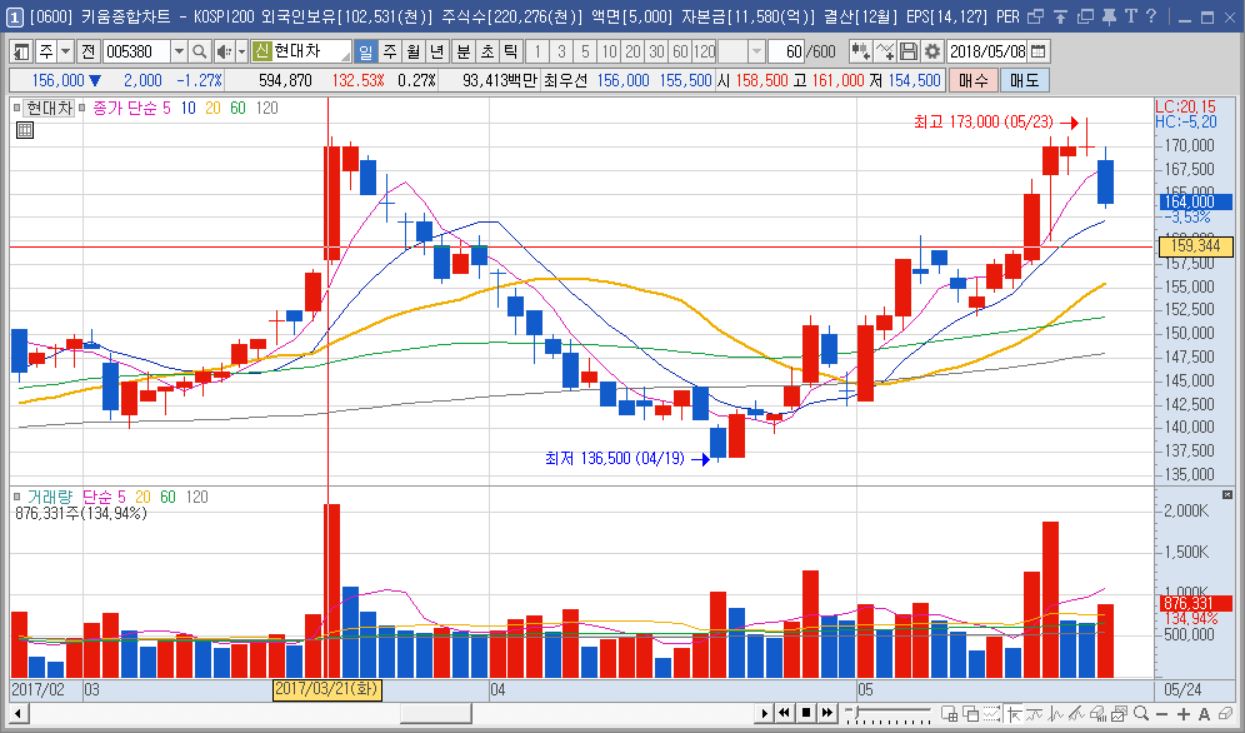 1 [0600] 키움종합차트 - KOSPI200 외국인보유[102,531(천)] 주식수[220,276(천)] 액면[5,000] 자본금[11,580(억)] 결산[12월] EPS[14,127] PER T ?
주 전 005380 신 현대차 일 주 월 년 분 초 틱 1 3 5 10 20 30 60 120 60 /600 2018/05/08
156,000 ▼ 2,000 -1.27% 594,870 132.53% 0.27% 93,413백만 최우선 156,000 155,500 시 158,500 고 161,000 저 154,500 매수 매도
현대차 종가 단순 5 10 20 60 120
LC:20.15
HC:-5.20
최고 173,000 (05/23)
170,000
167,500
165,000
164,000
-3.53%
159,344
157,500
155,000
152,500
150,000
147,500
145,000
142,500
140,000
최저 136,500 (04/19)
137,500
135,000
거래량 단순 5 20 60 120
876,331주(134.94%)
2,000K
1,500K
1,000K
876,331
134.94%
500,000
2017/02 03 2017/03/21(화) 04 05 05/24
A